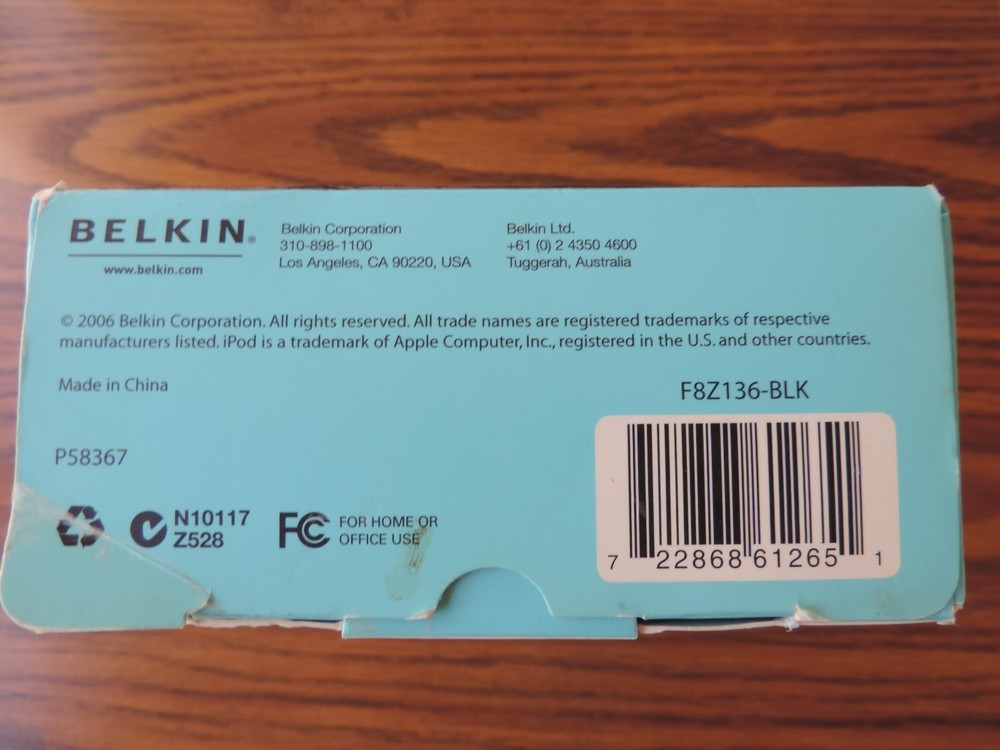 BELKIN®
www.belkin.com
Belkin Corporation
310-898-1100
Los Angeles, CA 90220, USA
Belkin Ltd.
+61 (0) 2 4350 4600
Tuggerah, Australia
© 2006 Belkin Corporation. All rights reserved. All trade names are registered trademarks of respective
manufacturers listed. iPod is a trademark of Apple Computer, Inc., registered in the U.S. and other countries.
Made in China
F8Z136-BLK
P58367
N10117
Z528
FC FOR HOME OR
OFFICE USE
7 22868 61265 1